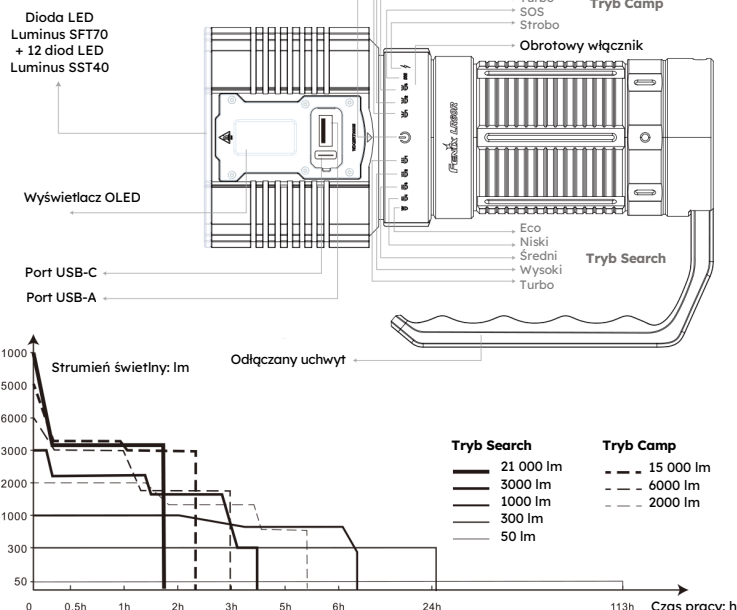 Dioda LED
Luminus SFT70
+ 12 diod LED
Luminus SST40
SOS
Strobo
Tryb Camp
Obrotowy włącznik
FENIX LR60R
Wyświetlacz OLED
Eco
Niski
Średni
Wysoki
Turbo
Tryb Search
Port USB-C
Port USB-A
Odłączany uchwyt
Strumień świetlny: lm
1000
5000
6000
3000
2000
1000
300
50
0 0.5h 1h 2h 3h 5h 6h 24h 113h
Czas pracy: h
Tryb Search
21 000 lm
3000 lm
1000 lm
300 lm
50 lm
Tryb Camp
15 000 lm
6000 lm
2000 lm